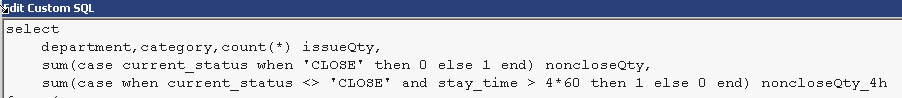 Edit Custom SQL
select
department,category,count(*) issueQty,
sum(case current_status when 'CLOSE' then 0 else 1 end) noncloseQty,
sum(case when current_status <> 'CLOSE' and stay_time > 4*60 then 1 else 0 end) noncloseQty_4h